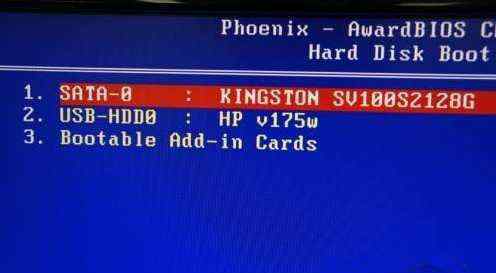 Phoenix - AwardBIOS C
Hard Disk Boot
1. SATA-0 : KINGSTON SV100S2128G
2. USB-HDD0 : HP v175w
3. Bootable Add-in Cards